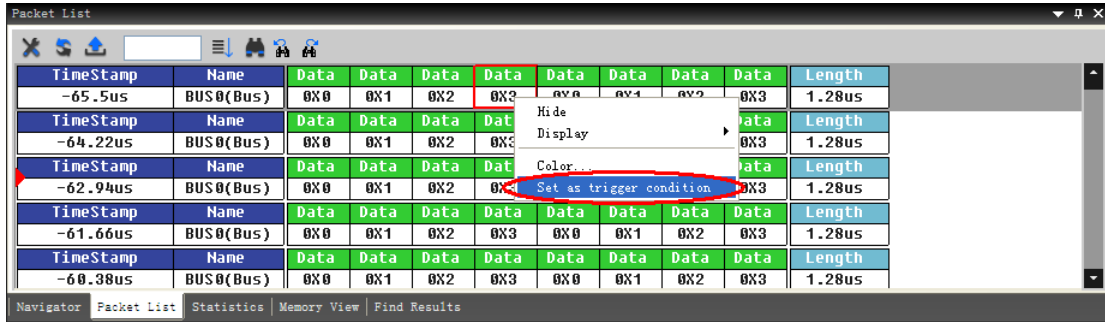 Packet List
TimeStamp Name Data Data Data Data Data Data Data Data Length
-65.5us BUS0(Bus) 0X0 0X1 0X2 0X3 0X0 0X1 0X2 0X3 1.28us
Hide
TimeStamp Name Data Data Data Dat ata Length
Display
-64.22us BUS0(Bus) 0X0 0X1 0X2 0X3 0X3 1.28us
TimeStamp Name Data Data Data Dat Color... ata Length
-62.94us BUS0(Bus) 0X0 0X1 0X2 Set as trigger condition 0X3 1.28us
TimeStamp Name Data Data Data Data Data Data Data Data Length
-61.66us BUS0(Bus) 0X0 0X1 0X2 0X3 0X0 0X1 0X2 0X3 1.28us
TimeStamp Name Data Data Data Data Data Data Data Data Length
-60.38us BUS0(Bus) 0X0 0X1 0X2 0X3 0X0 0X1 0X2 0X3 1.28us
Navigator Packet List Statistics Memory View Find Results